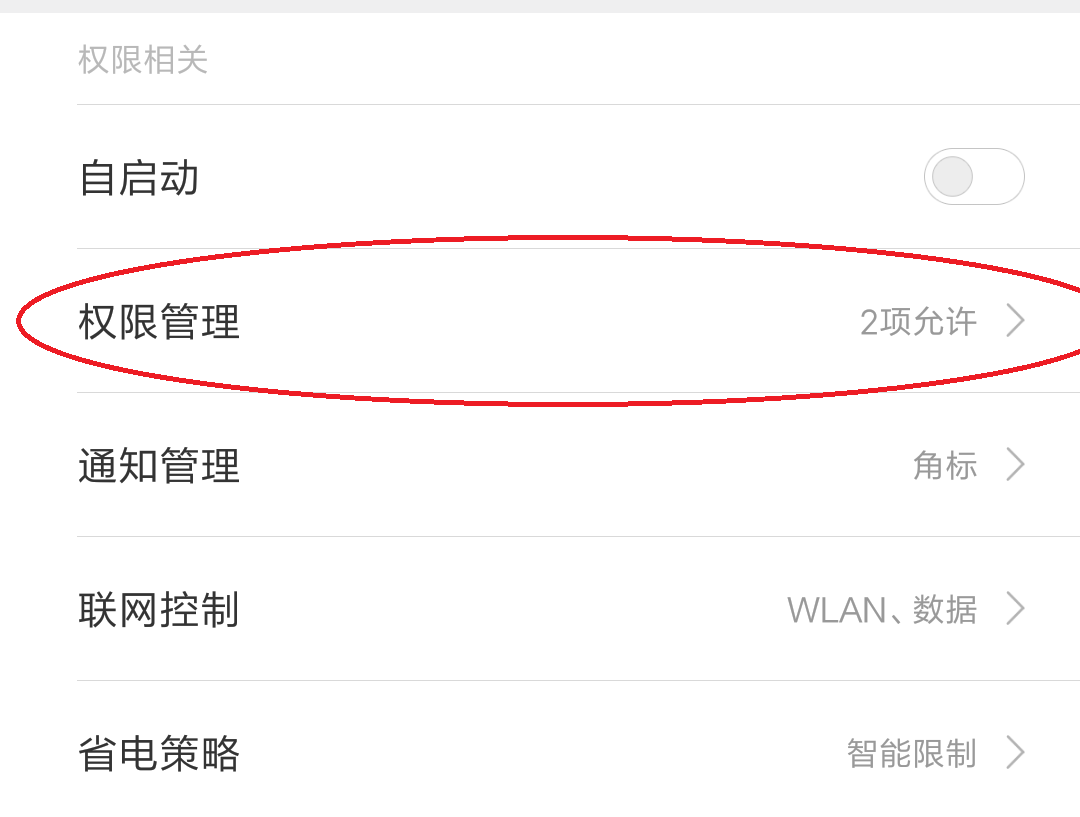 权限相关
自启动
权限管理 2项允许
通知管理 角标
联网控制 WLAN、数据
省电策略 智能限制